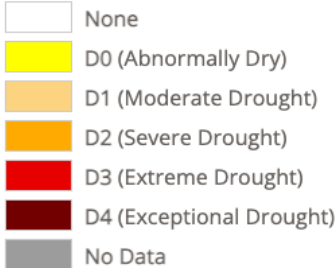 None
D0 (Abnormally Dry)
D1 (Moderate Drought)
D2 (Severe Drought)
D3 (Extreme Drought)
D4 (Exceptional Drought)
No Data